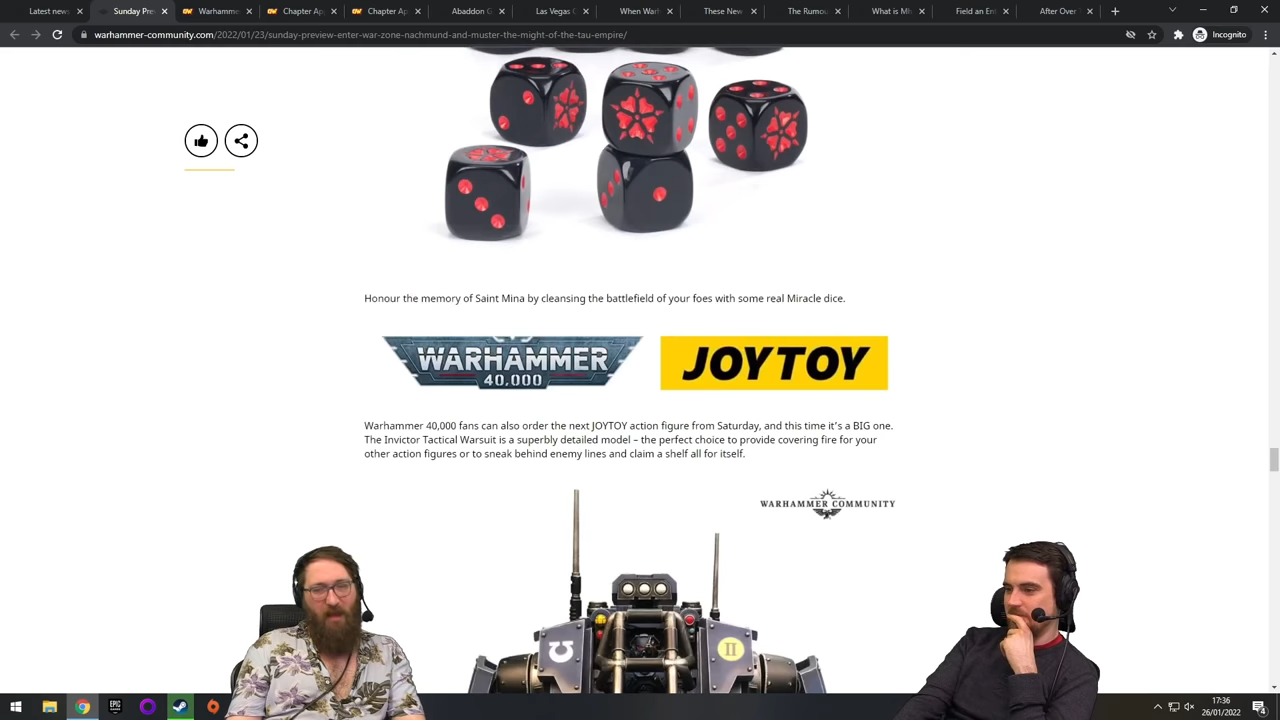 Latest news
Sunday Pre
Warhamme
Chapter Ap
Chapter Ap
Abaddon G
Las Vegas O
When Warh
These New
The Rumou
What is Mi
Field an Em
After Over
warhammer-community.com/2022/01/23/sunday-preview-enter-war-zone-nachmund-and-muster-the-might-of-the-tau-empire/
Incognito
Honour the memory of Saint Mina by cleansing the battlefield of your foes with some real Miracle dice.
WARHAMMER
40,000
JOYTOY
Warhammer 40,000 fans can also order the next JOYTOY action figure from Saturday, and this time it's a BIG one.
The Invictor Tactical Warsuit is a superbly detailed model – the perfect choice to provide covering fire for your
other action figures or to sneak behind enemy lines and claim a shelf all for itself.
WARHAMMER COMMUNITY
II
EPIC
17:36
26/01/2022